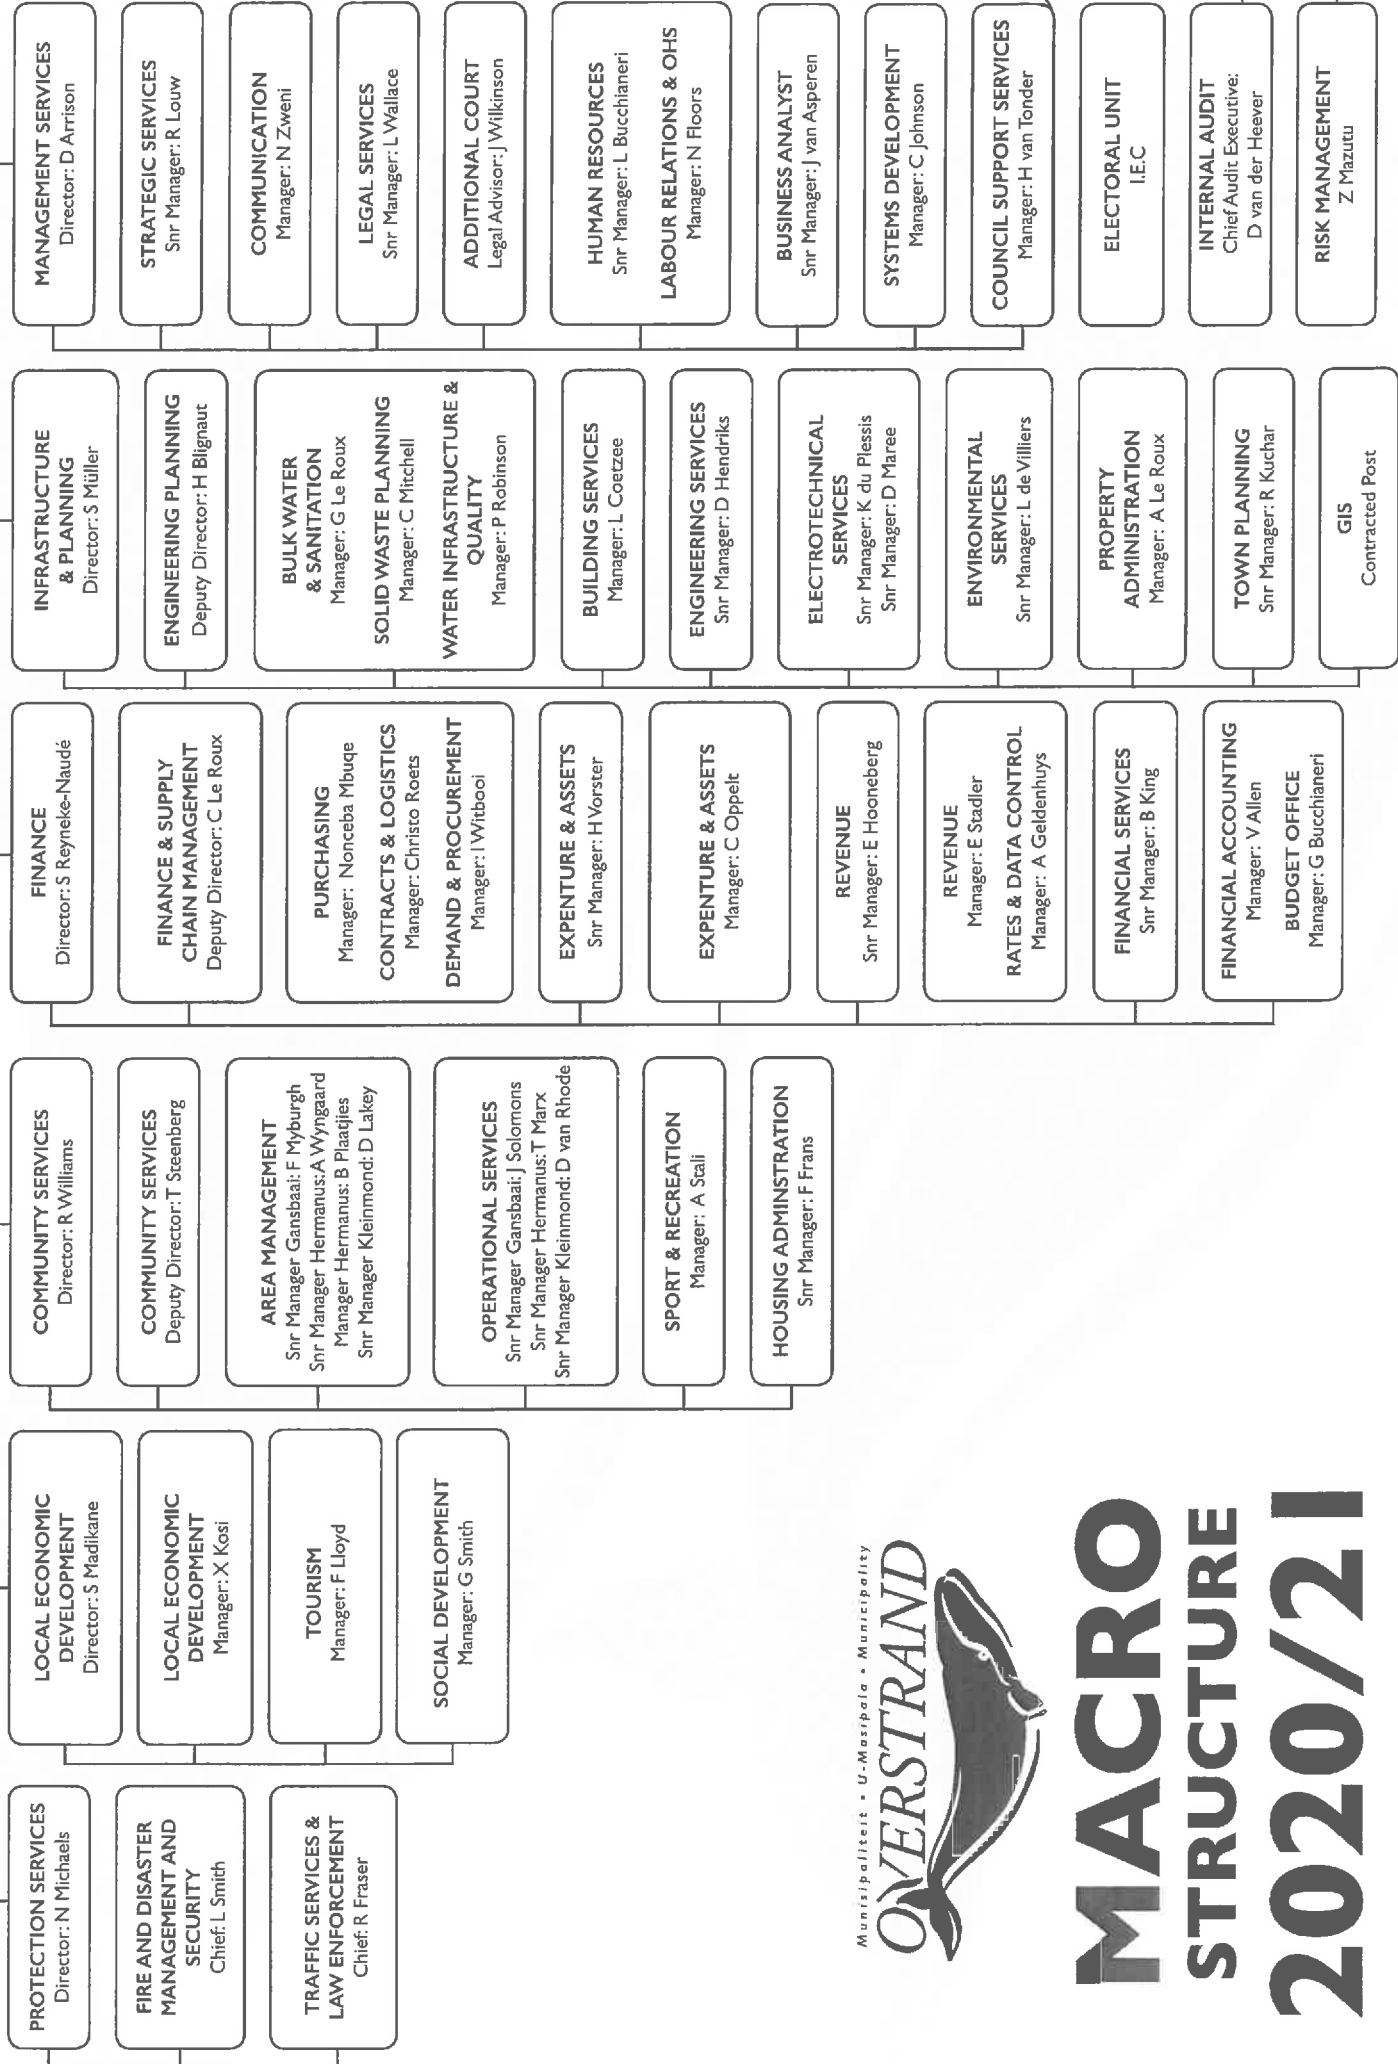 PROTECTION SERVICES
Director: N Michaels
FIRE AND DISASTER
MANAGEMENT AND
SECURITY
Chief: L Smith
TRAFFIC SERVICES &
LAW ENFORCEMENT
Chief: R Fraser
LOCAL ECONOMIC
DEVELOPMENT
Director: S Madikane
LOCAL ECONOMIC
DEVELOPMENT
Manager: X Kosi
TOURISM
Manager: F Lloyd
SOCIAL DEVELOPMENT
Manager: G Smith
COMMUNITY SERVICES
Director: R Williams
COMMUNITY SERVICES
Deputy Director: T Steenberg
AREA MANAGEMENT
Snr Manager Gansbaai: F Myburgh
Snr Manager Hermanus: A Wyngaard
Manager Hermanus: B Plaatjies
Snr Manager Kleinmond: D Lakey
OPERATIONAL SERVICES
Snr Manager Gansbaai: J Solomons
Snr Manager Hermanus: T Marx
Snr Manager Kleinmond: D van Rhode
SPORT & RECREATION
Manager: A Stali
HOUSING ADMINSTRATION
Snr Manager: F Frans
FINANCE
Director: S Reyneke-Naudé
FINANCE & SUPPLY
CHAIN MANAGEMENT
Deputy Director: C Le Roux
PURCHASING
Manager: Nonceba Mbuqe
CONTRACTS & LOGISTICS
Manager: Christo Roets
DEMAND & PROCUREMENT
Manager: I Witbooi
EXPENTURE & ASSETS
Snr Manager: H Vorster
EXPENTURE & ASSETS
Manager: C Oppelt
REVENUE
Snr Manager: E Hooneberg
REVENUE
Manager: E Stadler
RATES & DATA CONTROL
Manager: A Geldenhuys
FINANCIAL SERVICES
Snr Manager: B King
FINANCIAL ACCOUNTING
Manager: V Allen
BUDGET OFFICE
Manager: G Bucchianeri
INFRASTRUCTURE
& PLANNING
Director: S Müller
ENGINEERING PLANNING
Deputy Director: H Blignaut
BULK WATER
& SANITATION
Manager: G Le Roux
SOLID WASTE PLANNING
Manager: C Mitchell
WATER INFRASTRUCTURE &
QUALITY
Manager: P Robinson
BUILDING SERVICES
Manager: L Coetzee
ENGINEERING SERVICES
Snr Manager: D Hendriks
ELECTROTECHNICAL
SERVICES
Snr Manager: K du Plessis
Snr Manager: D Maree
ENVIRONMENTAL
SERVICES
Snr Manager: L de Villiers
PROPERTY
ADMINISTRATION
Manager: A Le Roux
TOWN PLANNING
Snr Manager: R Kuchar
GIS
Contracted Post
MANAGEMENT SERVICES
Director: D Arrison
STRATEGIC SERVICES
Snr Manager: R Louw
COMMUNICATION
Manager: N Zweni
LEGAL SERVICES
Snr Manager: L Wallace
ADDITIONAL COURT
Legal Advisor: J Wilkinson
HUMAN RESOURCES
Snr Manager: L Bucchianeri
LABOUR RELATIONS & OHS
Manager: N Floors
BUSINESS ANALYST
Snr Manager: J van Asperen
SYSTEMS DEVELOPMENT
Manager: C Johnson
COUNCIL SUPPORT SERVICES
Manager: H van Tonder
ELECTORAL UNIT
I.E.C
INTERNAL AUDIT
Chief Audit Executive:
D van der Heever
RISK MANAGEMENT
Z Mazutu
Munisipaliteit • U-Masipala • Municipality
OVERSTRAND
MACRO
STRUCTURE
2020/21